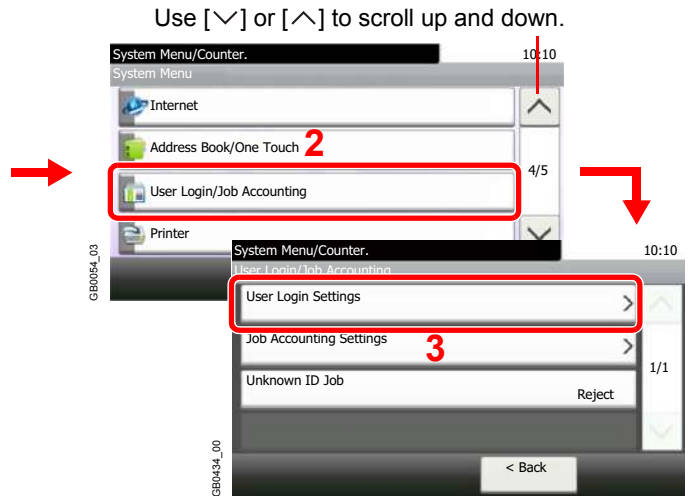 Use [∨] or [∧] to scroll up and down.
System Menu/Counter.
10:10
System Menu
Internet
Address Book/One Touch
2
4/5
User Login/Job Accounting
Printer
GB0054_03
System Menu/Counter.
10:10
User Login/Job Accounting
User Login Settings
Job Accounting Settings
3
1/1
Unknown ID Job
Reject
< Back
GB0434_00